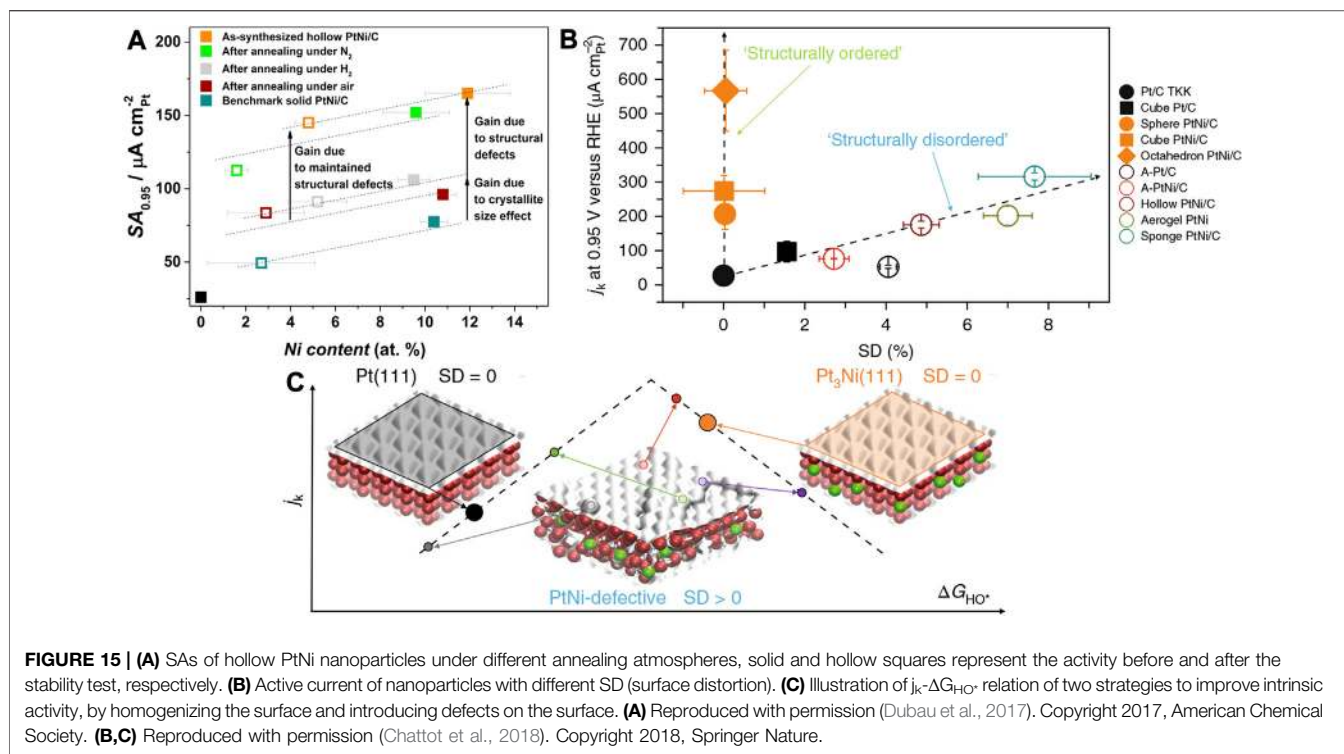 A
200
150
100
50
0 2 4 6 8 10 12 14
SA0.95 / μA cm⁻²Pt
Ni content (at. %)
As-synthesized hollow PtNi/C
After annealing under N₂
After annealing under H₂
After annealing under air
Benchmark solid PtNi/C
Gain due
to maintained
structural defects
Gain due
to structural
defects
Gain due
to crystallite
size effect
B
700
600
500
400
300
200
100
0
0 2 4 6 8
jk at 0.95 V versus RHE (μA cm⁻²Pt)
SD (%)
'Structurally ordered'
'Structurally disordered'
Pt/C TKK
Cube Pt/C
Sphere PtNi/C
Cube PtNi/C
Octahedron PtNi/C
A-Pt/C
A-PtNi/C
Hollow PtNi/C
Aerogel PtNi
Sponge PtNi/C
C
Pt(111) SD = 0
Pt₃Ni(111) SD = 0
jk
PtNi-defective SD > 0
ΔGHO*
FIGURE 15 | (A) SAs of hollow PtNi nanoparticles under different annealing atmospheres, solid and hollow squares represent the activity before and after the
stability test, respectively. (B) Active current of nanoparticles with different SD (surface distortion). (C) Illustration of jk-ΔGHO* relation of two strategies to improve intrinsic
activity, by homogenizing the surface and introducing defects on the surface. (A) Reproduced with permission (Dubau et al., 2017). Copyright 2017, American Chemical
Society. (B,C) Reproduced with permission (Chattot et al., 2018). Copyright 2018, Springer Nature.